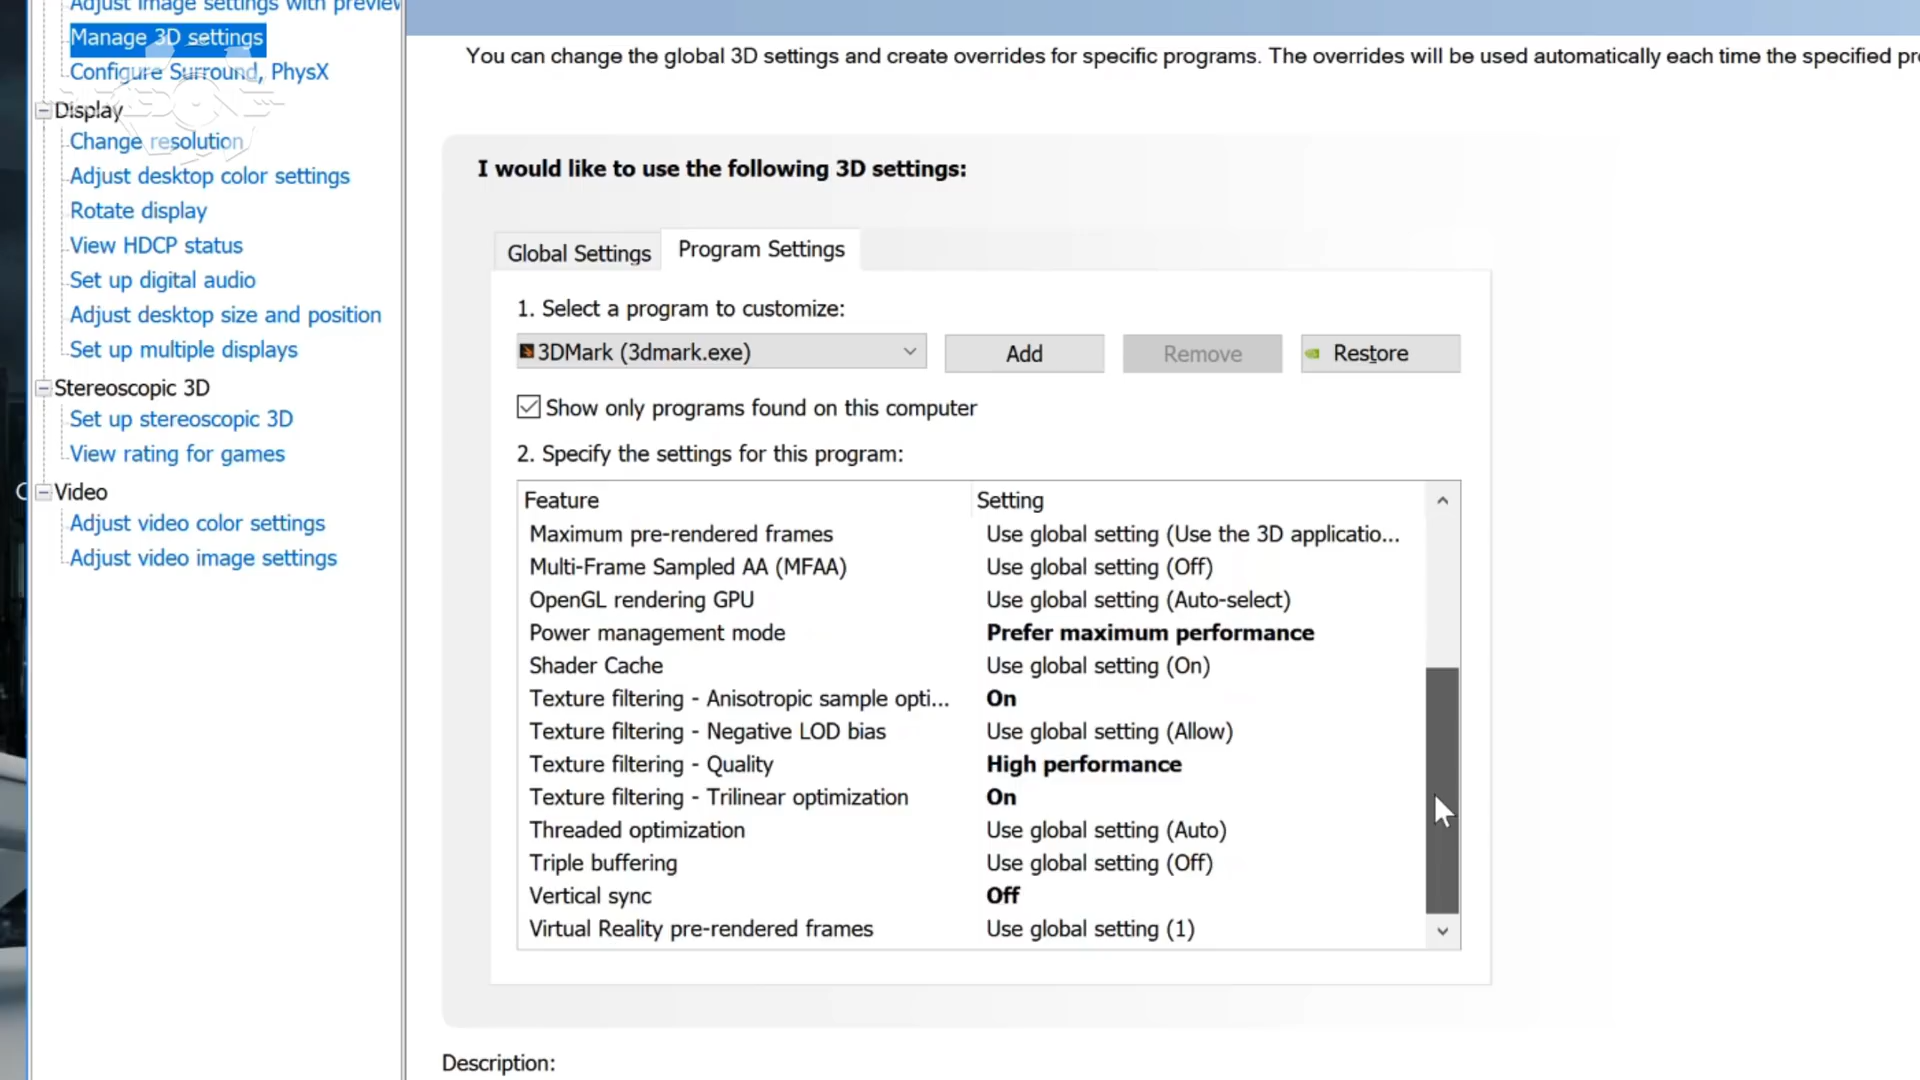 Adjust image settings with preview
Manage 3D settings
Configure Surround, PhysX
Display
Change resolution
Adjust desktop color settings
Rotate display
View HDCP status
Set up digital audio
Adjust desktop size and position
Set up multiple displays
Stereoscopic 3D
Set up stereoscopic 3D
View rating for games
Video
Adjust video color settings
Adjust video image settings
You can change the global 3D settings and create overrides for specific programs. The overrides will be used automatically each time the specified
I would like to use the following 3D settings:
Global Settings
Program Settings
1. Select a program to customize:
3DMark (3dmark.exe)
Add
Remove
Restore
Show only programs found on this computer
2. Specify the settings for this program:
Feature Setting
Maximum pre-rendered frames Use global setting (Use the 3D applicatio...
Multi-Frame Sampled AA (MFAA) Use global setting (Off)
OpenGL rendering GPU Use global setting (Auto-select)
Power management mode Prefer maximum performance
Shader Cache Use global setting (On)
Texture filtering - Anisotropic sample opti... On
Texture filtering - Negative LOD bias Use global setting (Allow)
Texture filtering - Quality High performance
Texture filtering - Trilinear optimization On
Threaded optimization Use global setting (Auto)
Triple buffering Use global setting (Off)
Vertical sync Off
Virtual Reality pre-rendered frames Use global setting (1)
Description: